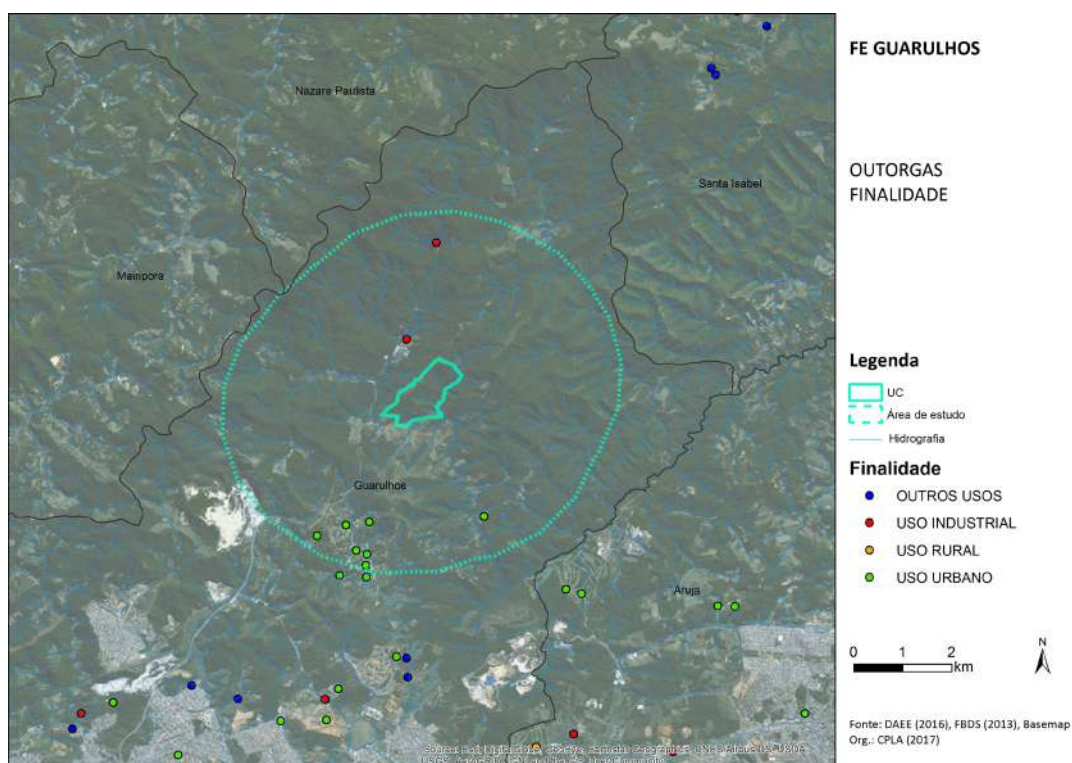 FE GUARULHOS
OUTORGAS
FINALIDADE
Nazare Paulista
Santa Isabel
Mairipora
Guarulhos
Aruja
Legenda
UC
Área de estudo
Hidrografia
Finalidade
OUTROS USOS
USO INDUSTRIAL
USO RURAL
USO URBANO
0 1 2
km
N
Fonte: DAEE (2016), FBDS (2013), Basemap
Org.: CPLA (2017)